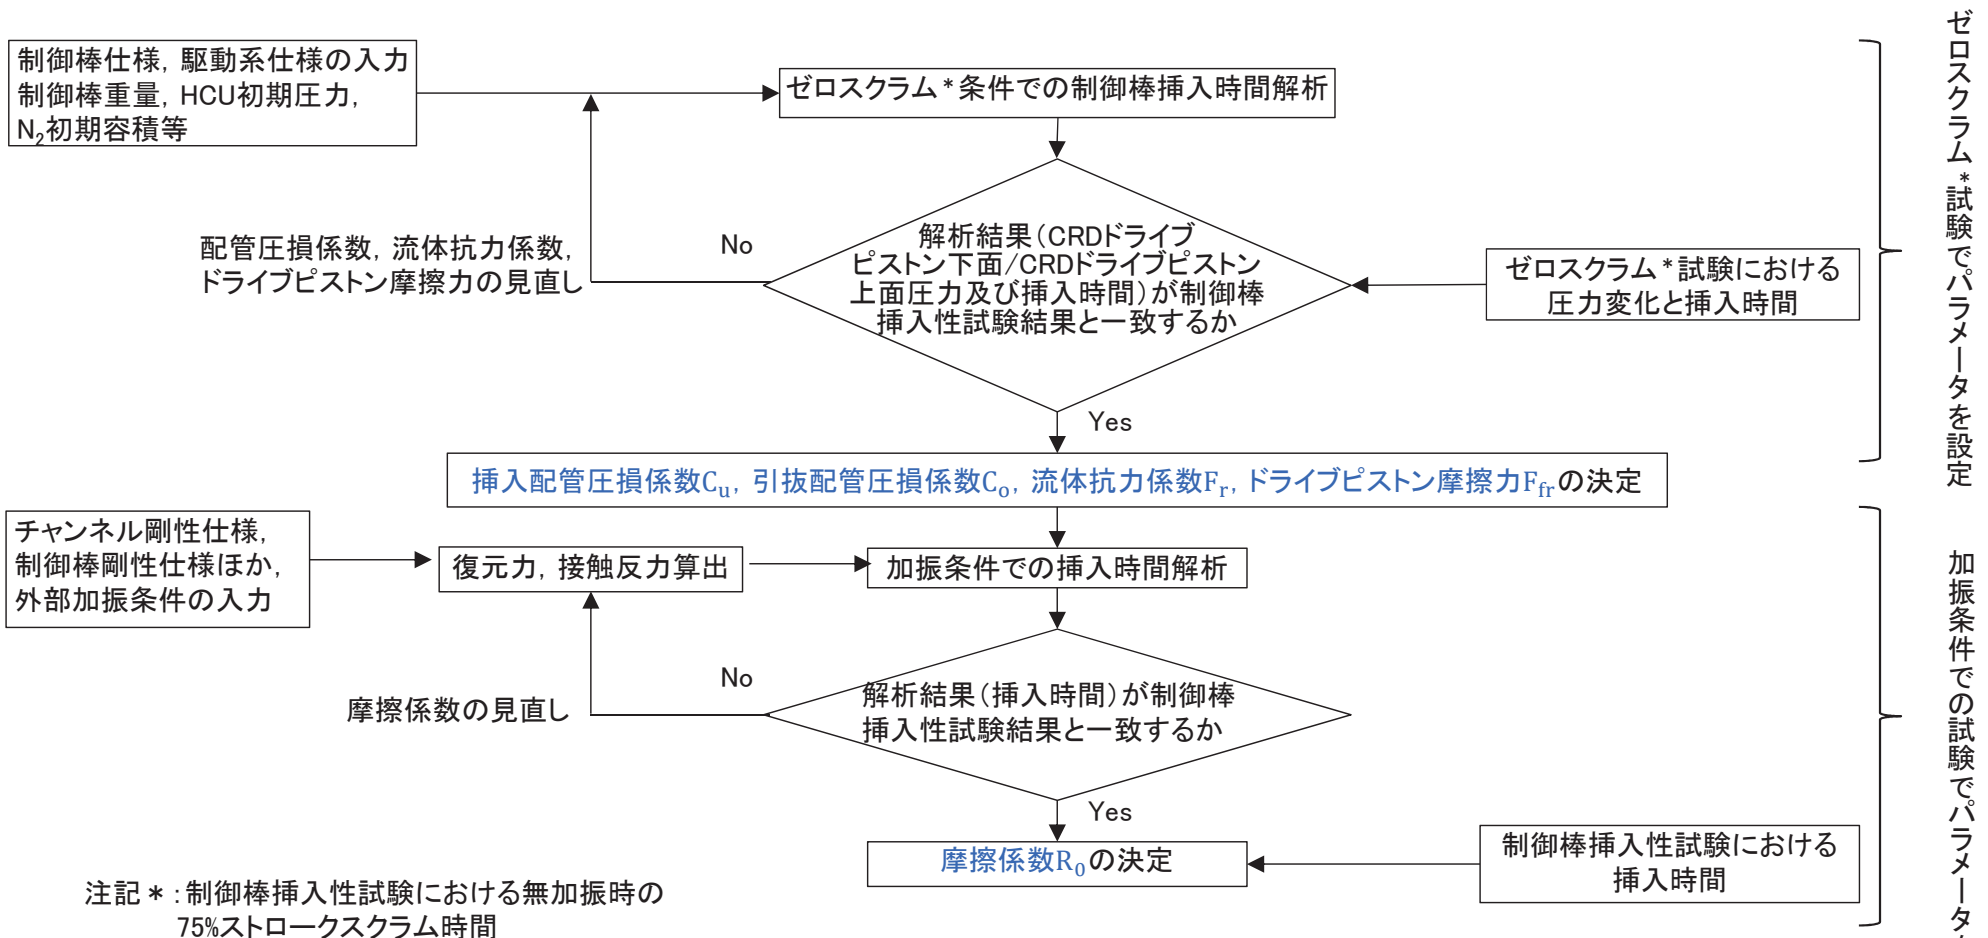 制御棒仕様，駆動系仕様の入力
制御棒重量，HCU初期圧力，
N₂初期容積等
ゼロスクラム*条件での制御棒挿入時間解析
配管圧損係数，流体抗力係数，
ドライブピストン摩擦力の見直し
No
解析結果（CRDドライブ
ピストン下面/CRDドライブピストン
上面圧力及び挿入時間）が制御棒
挿入性試験結果と一致するか
ゼロスクラム*試験における
圧力変化と挿入時間
Yes
挿入配管圧損係数Cᵤ，引抜配管圧損係数Cₒ，流体抗力係数Fᵣ，ドライブピストン摩擦力F_frの決定
ゼロスクラム*試験でパラメータを設定
チャンネル剛性仕様，
制御棒剛性仕様ほか，
外部加振条件の入力
復元力，接触反力算出
加振条件での挿入時間解析
摩擦係数の見直し
No
解析結果（挿入時間）が制御棒
挿入性試験結果と一致するか
Yes
摩擦係数R₀の決定
制御棒挿入性試験における
挿入時間
加振条件での試験でパラメータ
注記＊：制御棒挿入性試験における無加振時の
75%ストロークスクラム時間